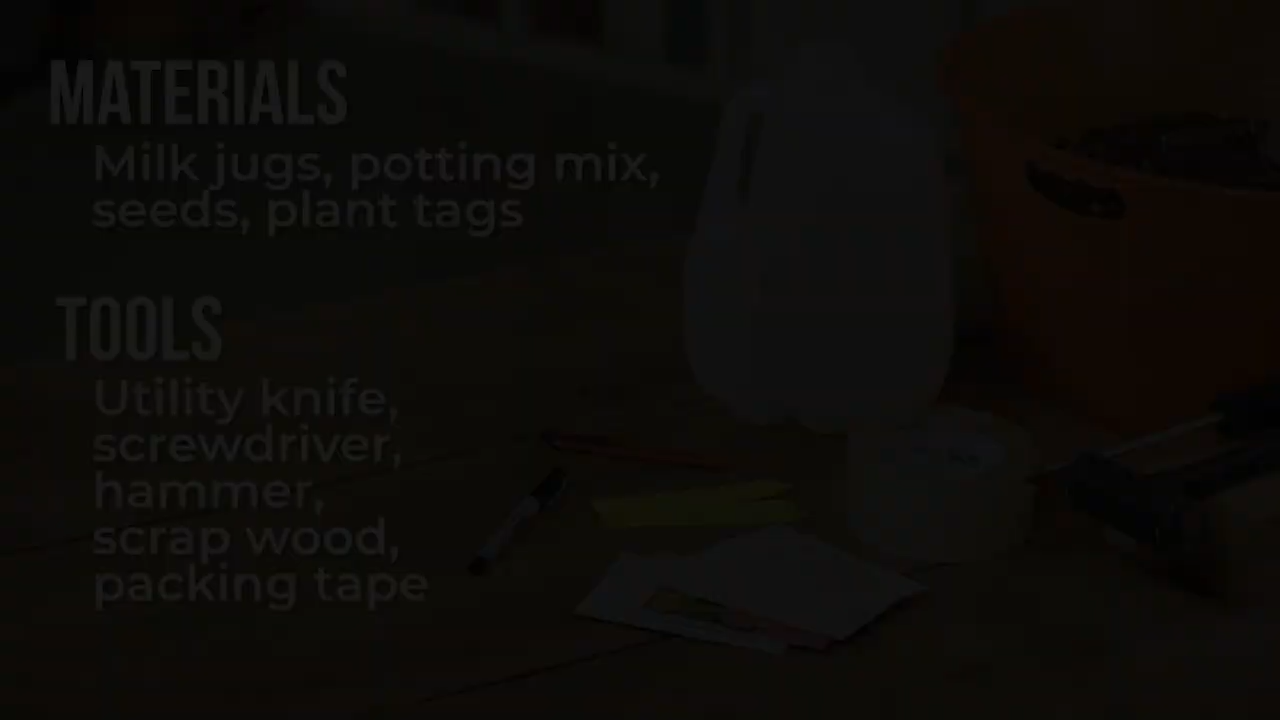 MATERIALS
Milk jugs, potting mix,
seeds, plant tags
TOOLS
Utility knife,
screwdriver,
hammer,
scrap wood,
packing tape